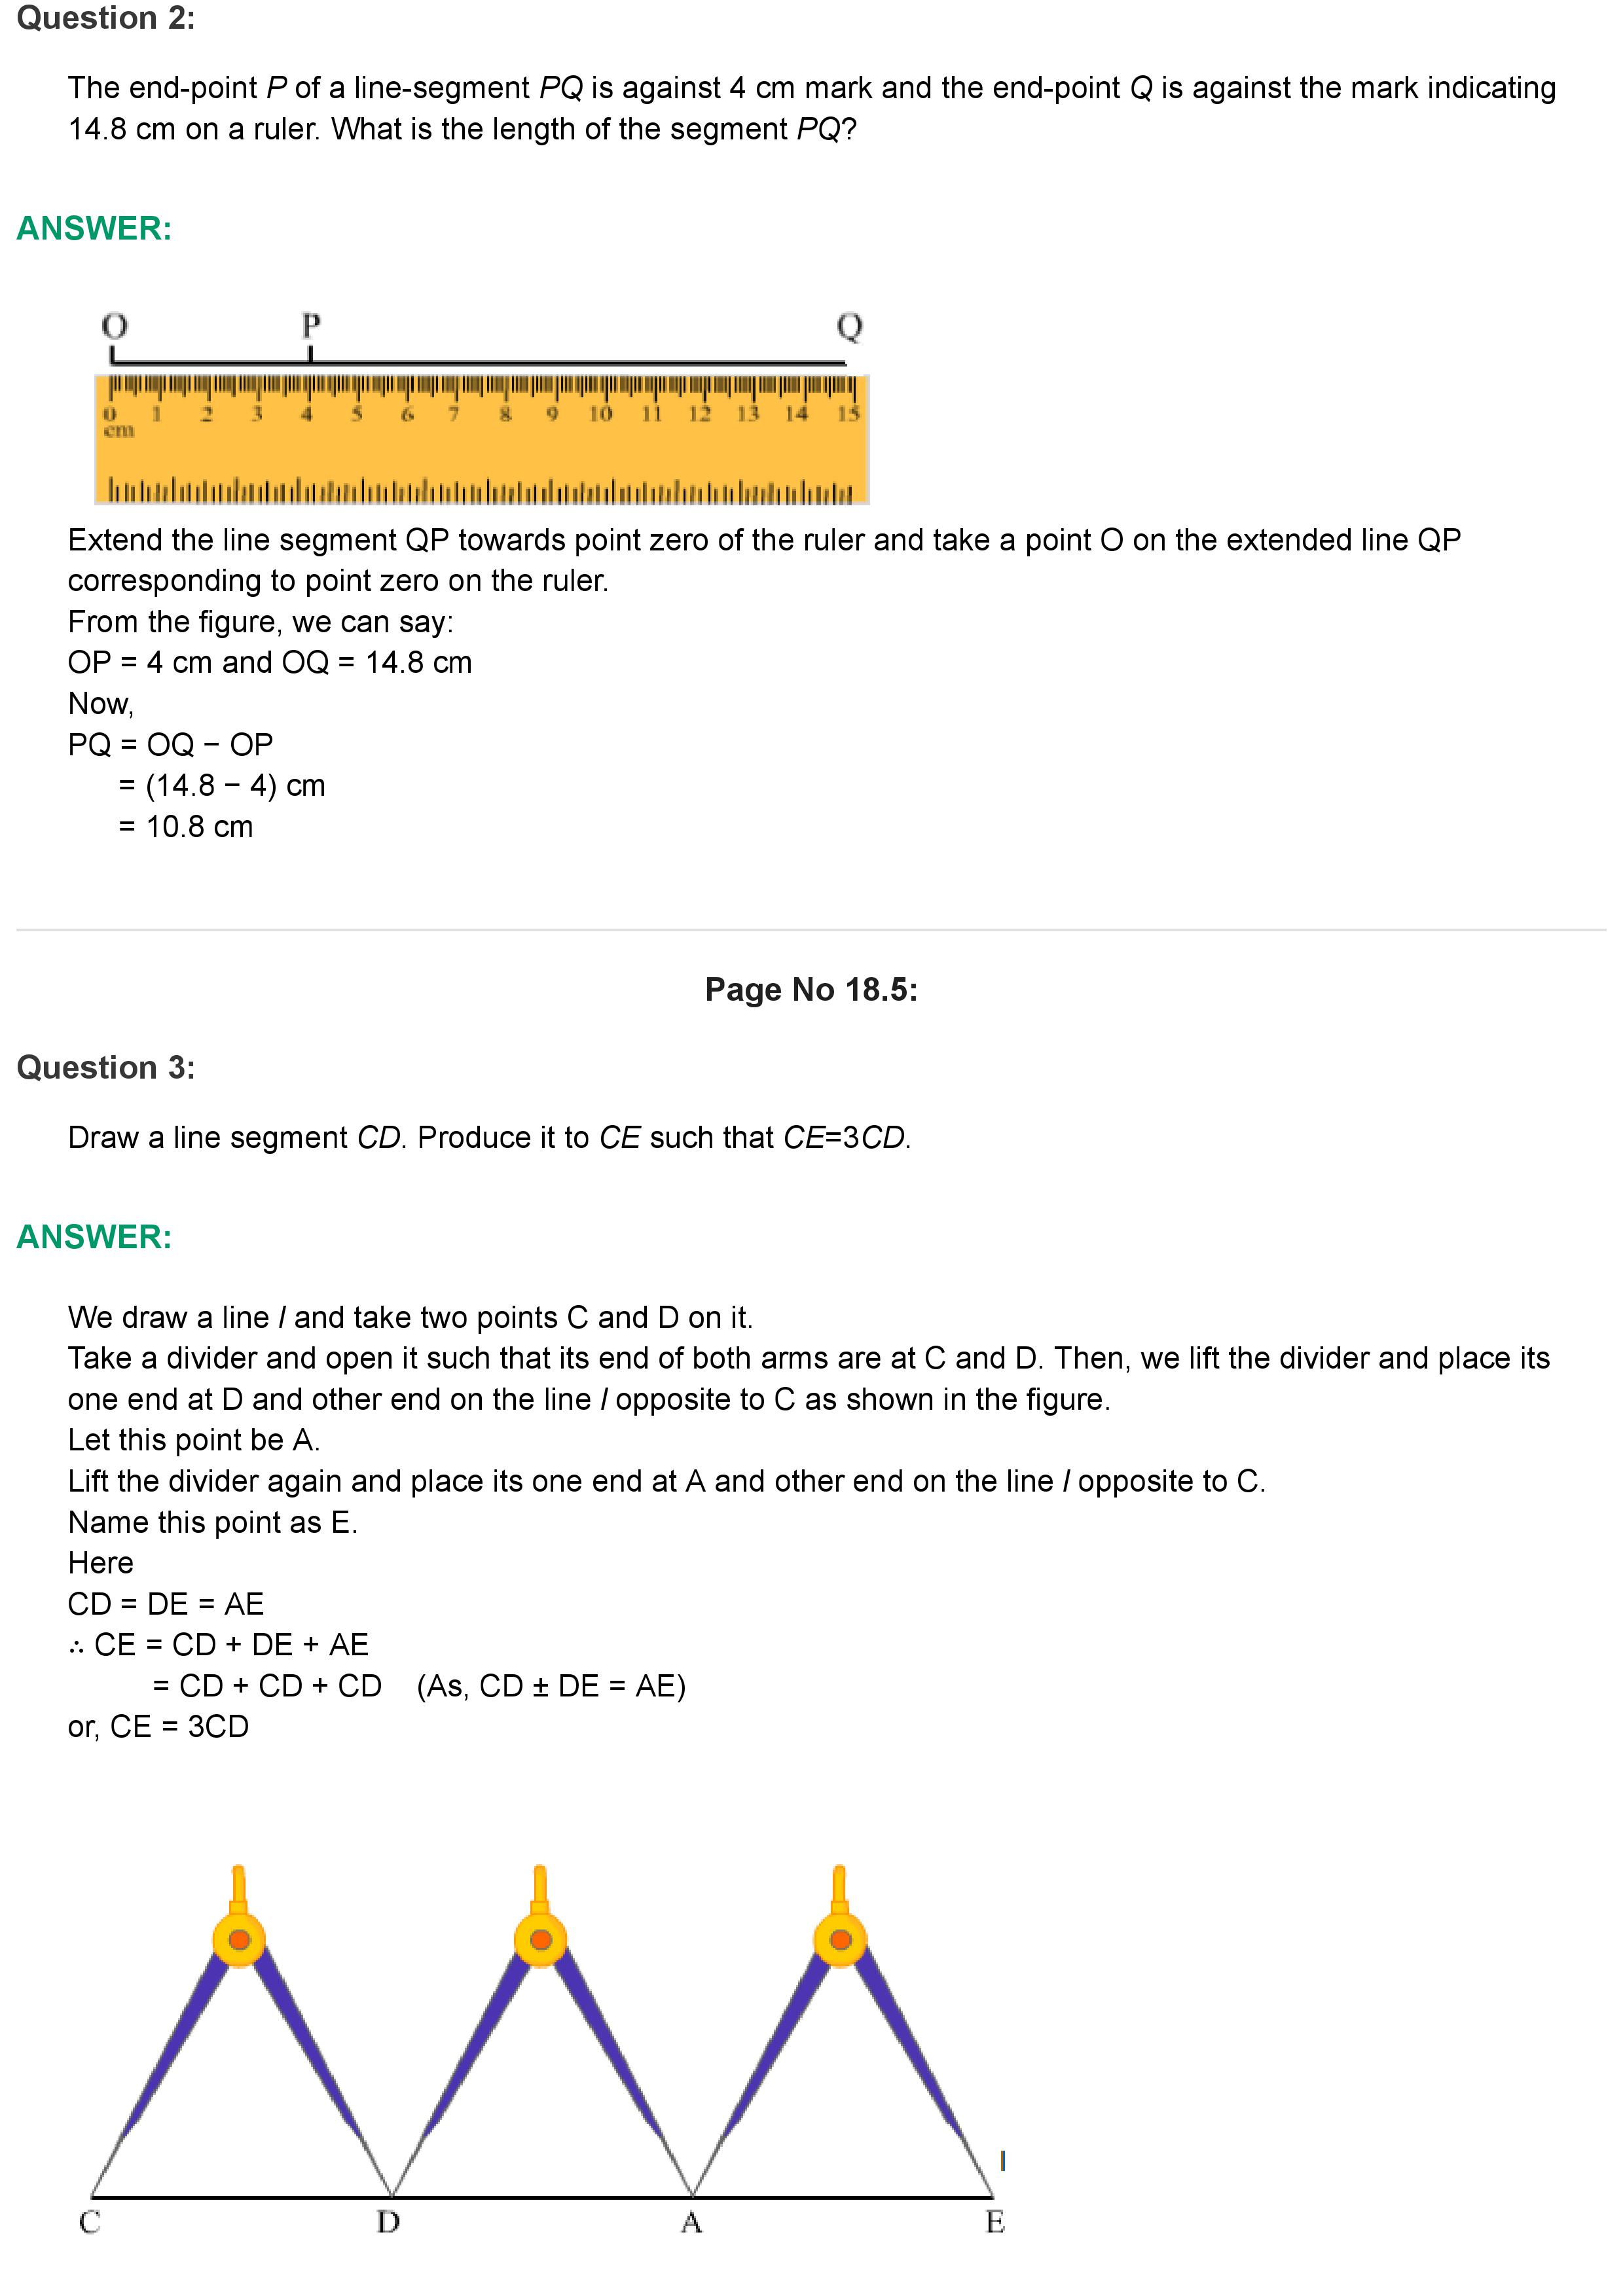 Question 2:
The end-point P of a line-segment PQ is against 4 cm mark and the end-point Q is against the mark indicating
14.8 cm on a ruler. What is the length of the segment PQ?
ANSWER:
O P Q
0 1 2 3 4 5 6 7 8 9 10 11 12 13 14 15
cm
Extend the line segment QP towards point zero of the ruler and take a point O on the extended line QP
corresponding to point zero on the ruler.
From the figure, we can say:
OP = 4 cm and OQ = 14.8 cm
Now,
PQ = OQ − OP
= (14.8 − 4) cm
= 10.8 cm
Page No 18.5:
Question 3:
Draw a line segment CD. Produce it to CE such that CE=3CD.
ANSWER:
We draw a line l and take two points C and D on it.
Take a divider and open it such that its end of both arms are at C and D. Then, we lift the divider and place its
one end at D and other end on the line l opposite to C as shown in the figure.
Let this point be A.
Lift the divider again and place its one end at A and other end on the line l opposite to C.
Name this point as E.
Here
CD = DE = AE
∴ CE = CD + DE + AE
= CD + CD + CD (As, CD ± DE = AE)
or, CE = 3CD
l
C D A E